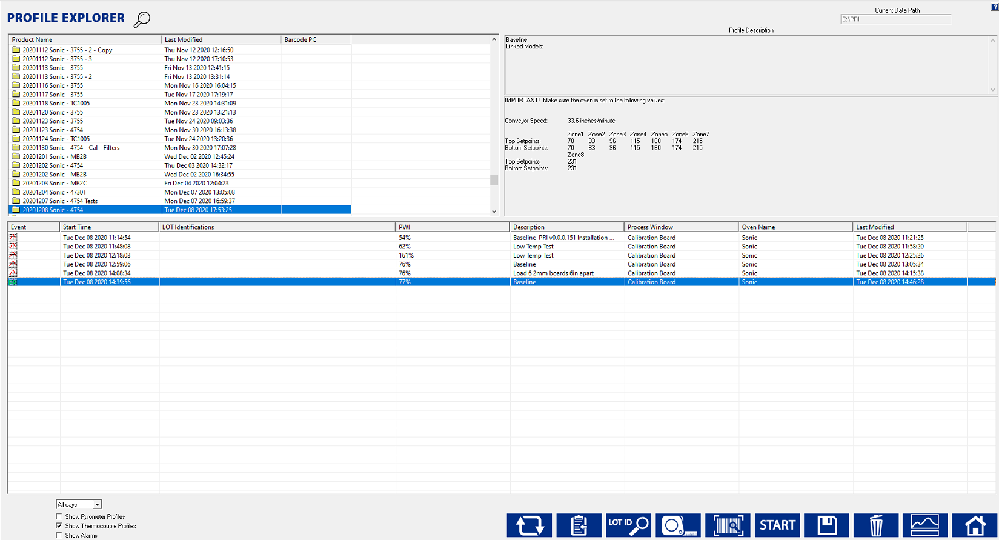 PROFILE EXPLORER
Current Data Path
C:\PRI
?
Profile Description
Product Name Last Modified Barcode PC
20201112 Sonic - 3755 - 2 - Copy Thu Nov 12 2020 12:16:50
20201112 Sonic - 3755 - 3 Thu Nov 12 2020 17:10:53
20201113 Sonic - 3755 Fri Nov 13 2020 12:41:15
20201113 Sonic - 3755 - 2 Fri Nov 13 2020 13:31:14
20201116 Sonic - 3755 Mon Nov 16 2020 16:04:15
20201117 Sonic - 3755 Tue Nov 17 2020 17:19:17
20201118 Sonic - TC1005 Mon Nov 23 2020 14:31:09
20201120 Sonic - 3755 Mon Nov 23 2020 13:21:13
20201123 Sonic - 3755 Tue Nov 24 2020 09:03:36
20201123 Sonic - 4754 Mon Nov 30 2020 16:13:38
20201124 Sonic - TC1005 Tue Nov 24 2020 13:20:36
20201130 Sonic - 4754 - Cal - Filters Mon Nov 30 2020 17:07:28
20201201 Sonic - MB2B Wed Dec 02 2020 12:45:24
20201202 Sonic - 4754 Thu Dec 03 2020 14:32:17
20201202 Sonic - MB2B Wed Dec 02 2020 16:34:55
20201203 Sonic - MB2C Fri Dec 04 2020 12:04:23
20201204 Sonic - 4730T Mon Dec 07 2020 13:05:08
20201207 Sonic - 4754 Tests Mon Dec 07 2020 16:59:37
20201208 Sonic - 4754 Tue Dec 08 2020 17:53:25
Baseline
Linked Models:
IMPORTANT! Make sure the oven is set to the following values:
Conveyor Speed: 33.6 inches/minute
Zone1 Zone2 Zone3 Zone4 Zone5 Zone6 Zone7
Top Setpoints: 70 83 96 115 160 174 215
Bottom Setpoints: 70 83 96 115 160 174 215
Zone8
Top Setpoints: 231
Bottom Setpoints: 231
Event Start Time LOT Identifications PWI Description Process Window Oven Name Last Modified
Tue Dec 08 2020 11:14:54 54% Baseline PRI v0.0.0.151 Installation ... Calibration Board Sonic Tue Dec 08 2020 11:21:25
Tue Dec 08 2020 11:48:08 62% Low Temp Test Calibration Board Sonic Tue Dec 08 2020 11:58:20
Tue Dec 08 2020 12:18:03 161% Low Temp Test Calibration Board Sonic Tue Dec 08 2020 12:25:26
Tue Dec 08 2020 12:59:06 76% Baseline Calibration Board Sonic Tue Dec 08 2020 13:05:34
Tue Dec 08 2020 14:08:34 76% Load 6 2mm boards 6in apart Calibration Board Sonic Tue Dec 08 2020 14:15:38
Tue Dec 08 2020 14:39:56 77% Baseline Calibration Board Sonic Tue Dec 08 2020 14:46:28
All days
Show Pyrometer Profiles
Show Thermocouple Profiles
Show Alarms
LOT ID
START